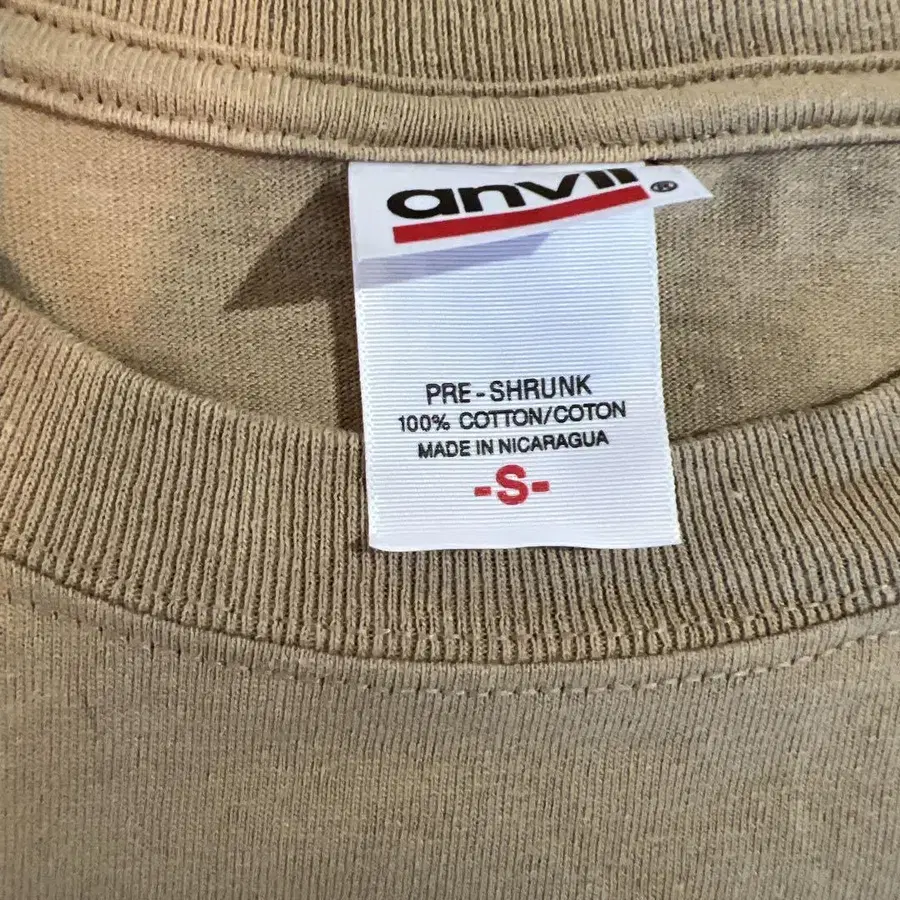 anvil®
PRE-SHRUNK
100% COTTON/COTON
MADE IN NICARAGUA
-S-